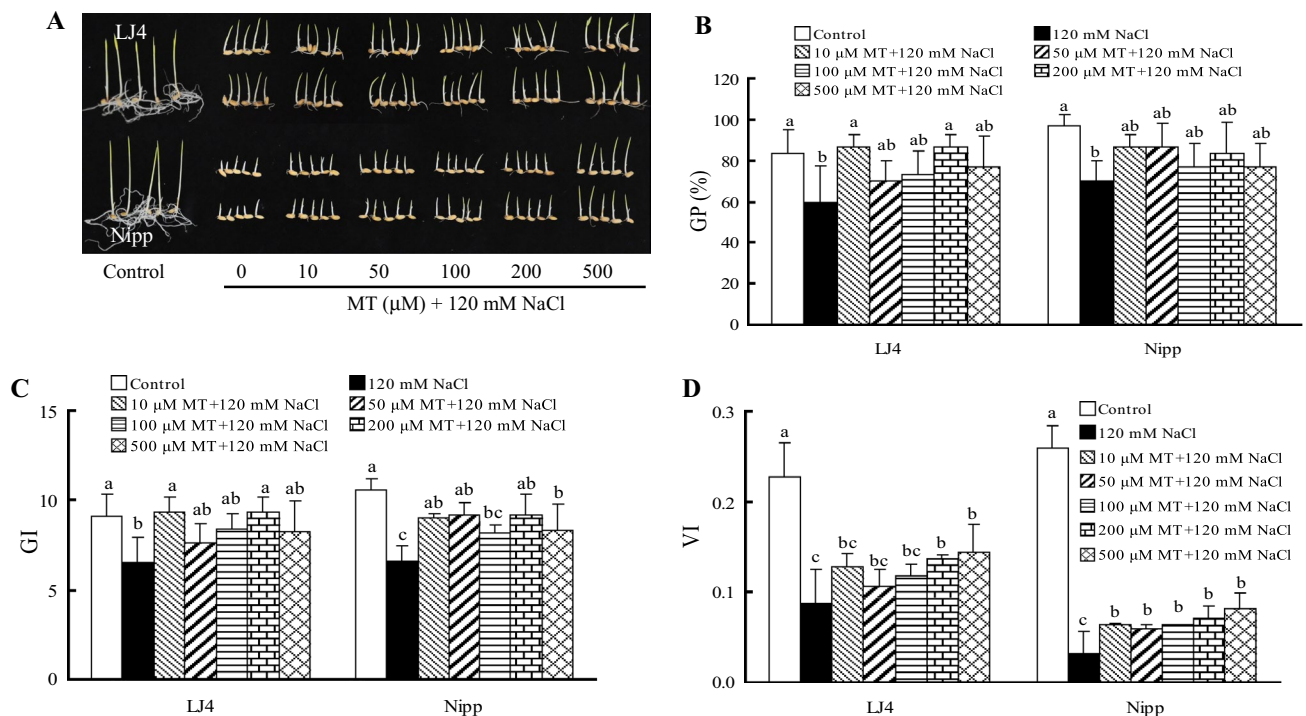 A
LJ4
Nipp
Control 0 10 50 100 200 500
MT (μM) + 120 mM NaCl
B
Control 120 mM NaCl
10 μM MT+120 mM NaCl 50 μM MT+120 mM NaCl
100 μM MT+120 mM NaCl 200 μM MT+120 mM NaCl
500 μM MT+120 mM NaCl
GP (%)
120
100
80
60
40
20
0
a b a ab ab a ab
a b ab ab ab ab ab
LJ4 Nipp
C
Control 120 mM NaCl
10 μM MT+120 mM NaCl 50 μM MT+120 mM NaCl
100 μM MT+120 mM NaCl 200 μM MT+120 mM NaCl
500 μM MT+120 mM NaCl
GI
15
10
5
0
a b a ab ab a ab
a c ab ab bc ab b
LJ4 Nipp
D
Control
120 mM NaCl
10 μM MT+120 mM NaCl
50 μM MT+120 mM NaCl
100 μM MT+120 mM NaCl
200 μM MT+120 mM NaCl
500 μM MT+120 mM NaCl
VI
0.3
0.2
0.1
0.0
a c bc bc bc b b
a c b b b b b
LJ4 Nipp